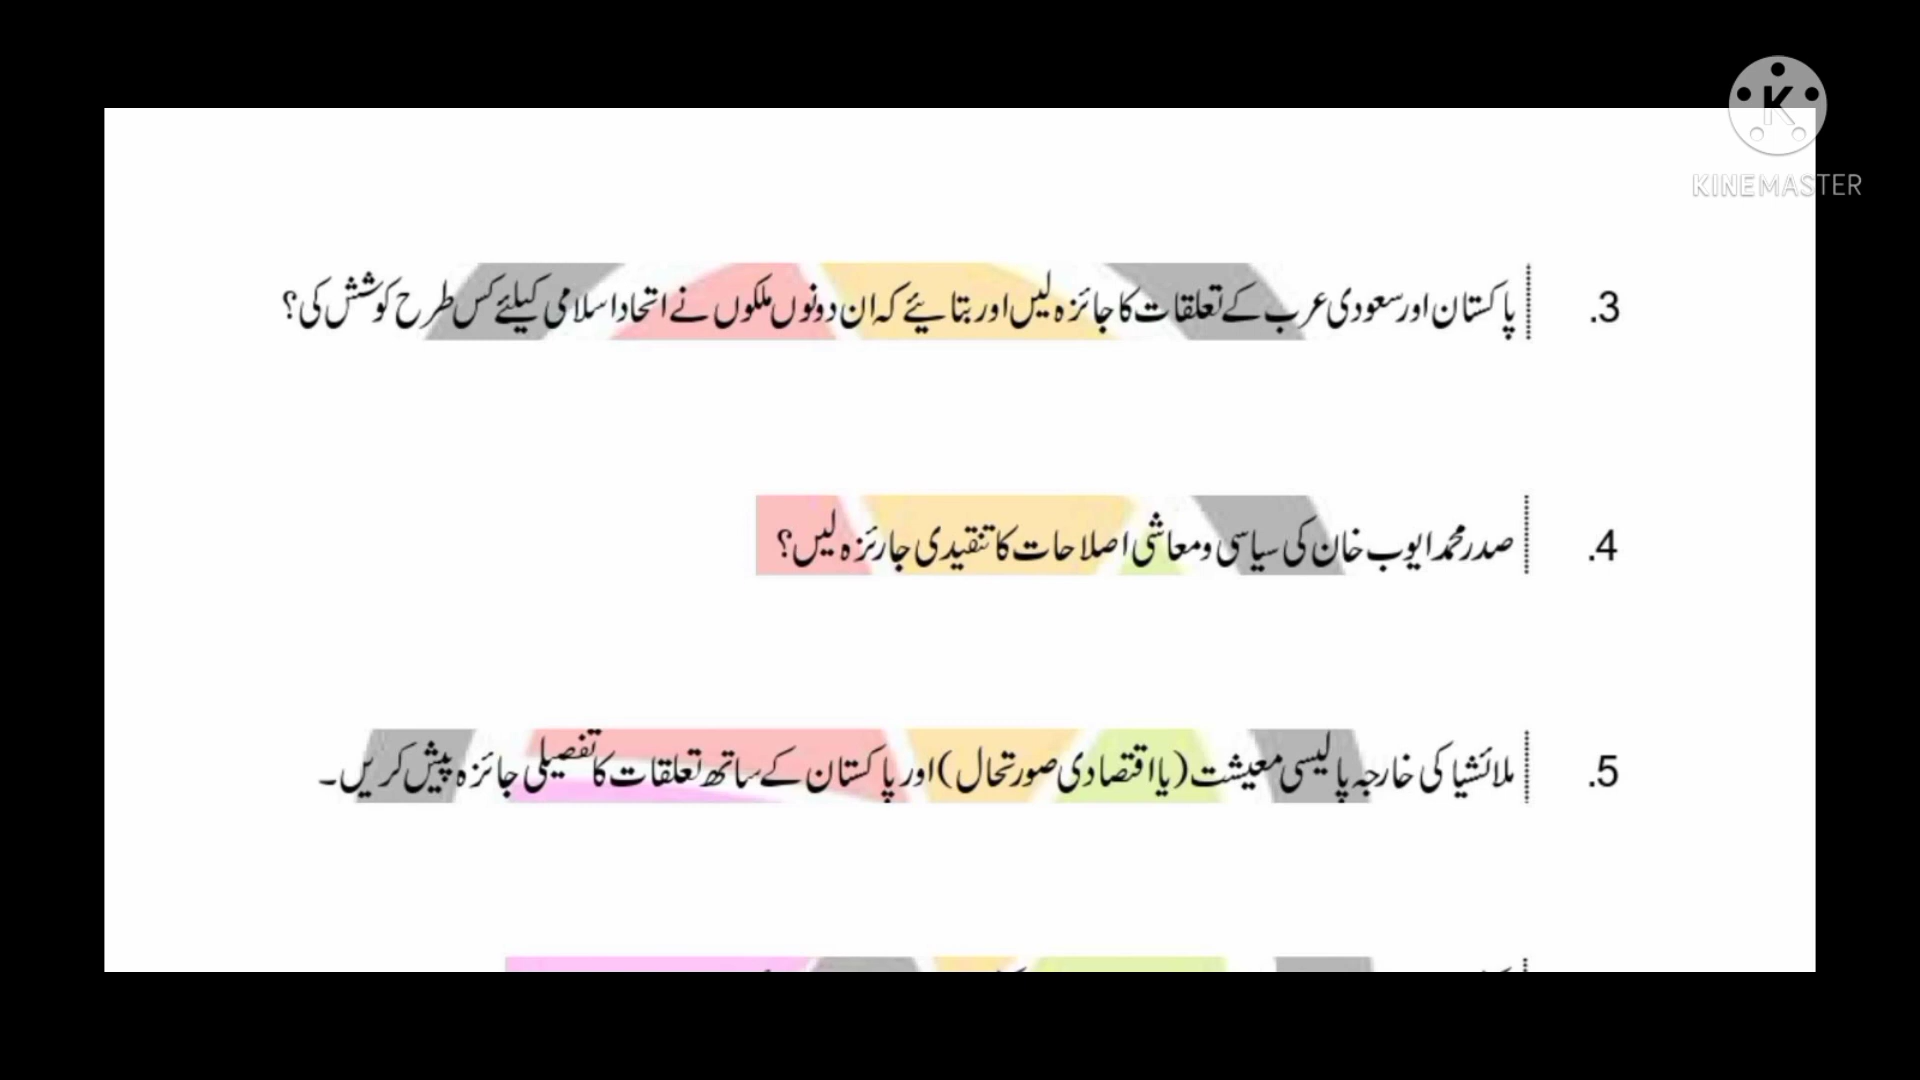 KINEMASTER
3. پاکستان اور سعودی عرب کے تعلقات کا جائزہ لیں اور بتایئے کہ ان دونوں ملکوں نے اتحاد اسلامی کیلئے کس طرح کوشش کی؟
4. صدر محمد ایوب خان کی سیاسی و معاشی اصلاحات کا تنقیدی جارئزہ لیں؟
5. ملائشیا کی خارجہ پالیسی معیشت (یا اقتصادی صورتحال) اور پاکستان کے ساتھ تعلقات کا تفصیلی جائزہ پیش کریں۔